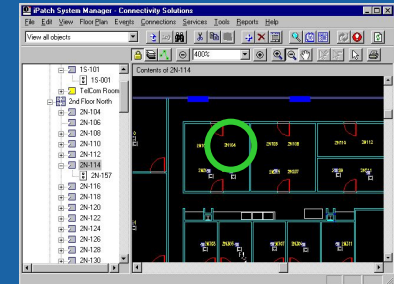 iPatch System Manager - Connectivity Solutions
File Edit View Floor Plan Events Connections Services Tools Reports Help
View all objects
400%
Contents of 2N-114
1S-101
1S-001
TelCom Room
2nd Floor North
2N-104
2N-106
2N-108
2N-110
2N-112
2N-114
2N-157
2N-116
2N-118
2N-120
2N-122
2N-124
2N-126
2N-128
2N-130